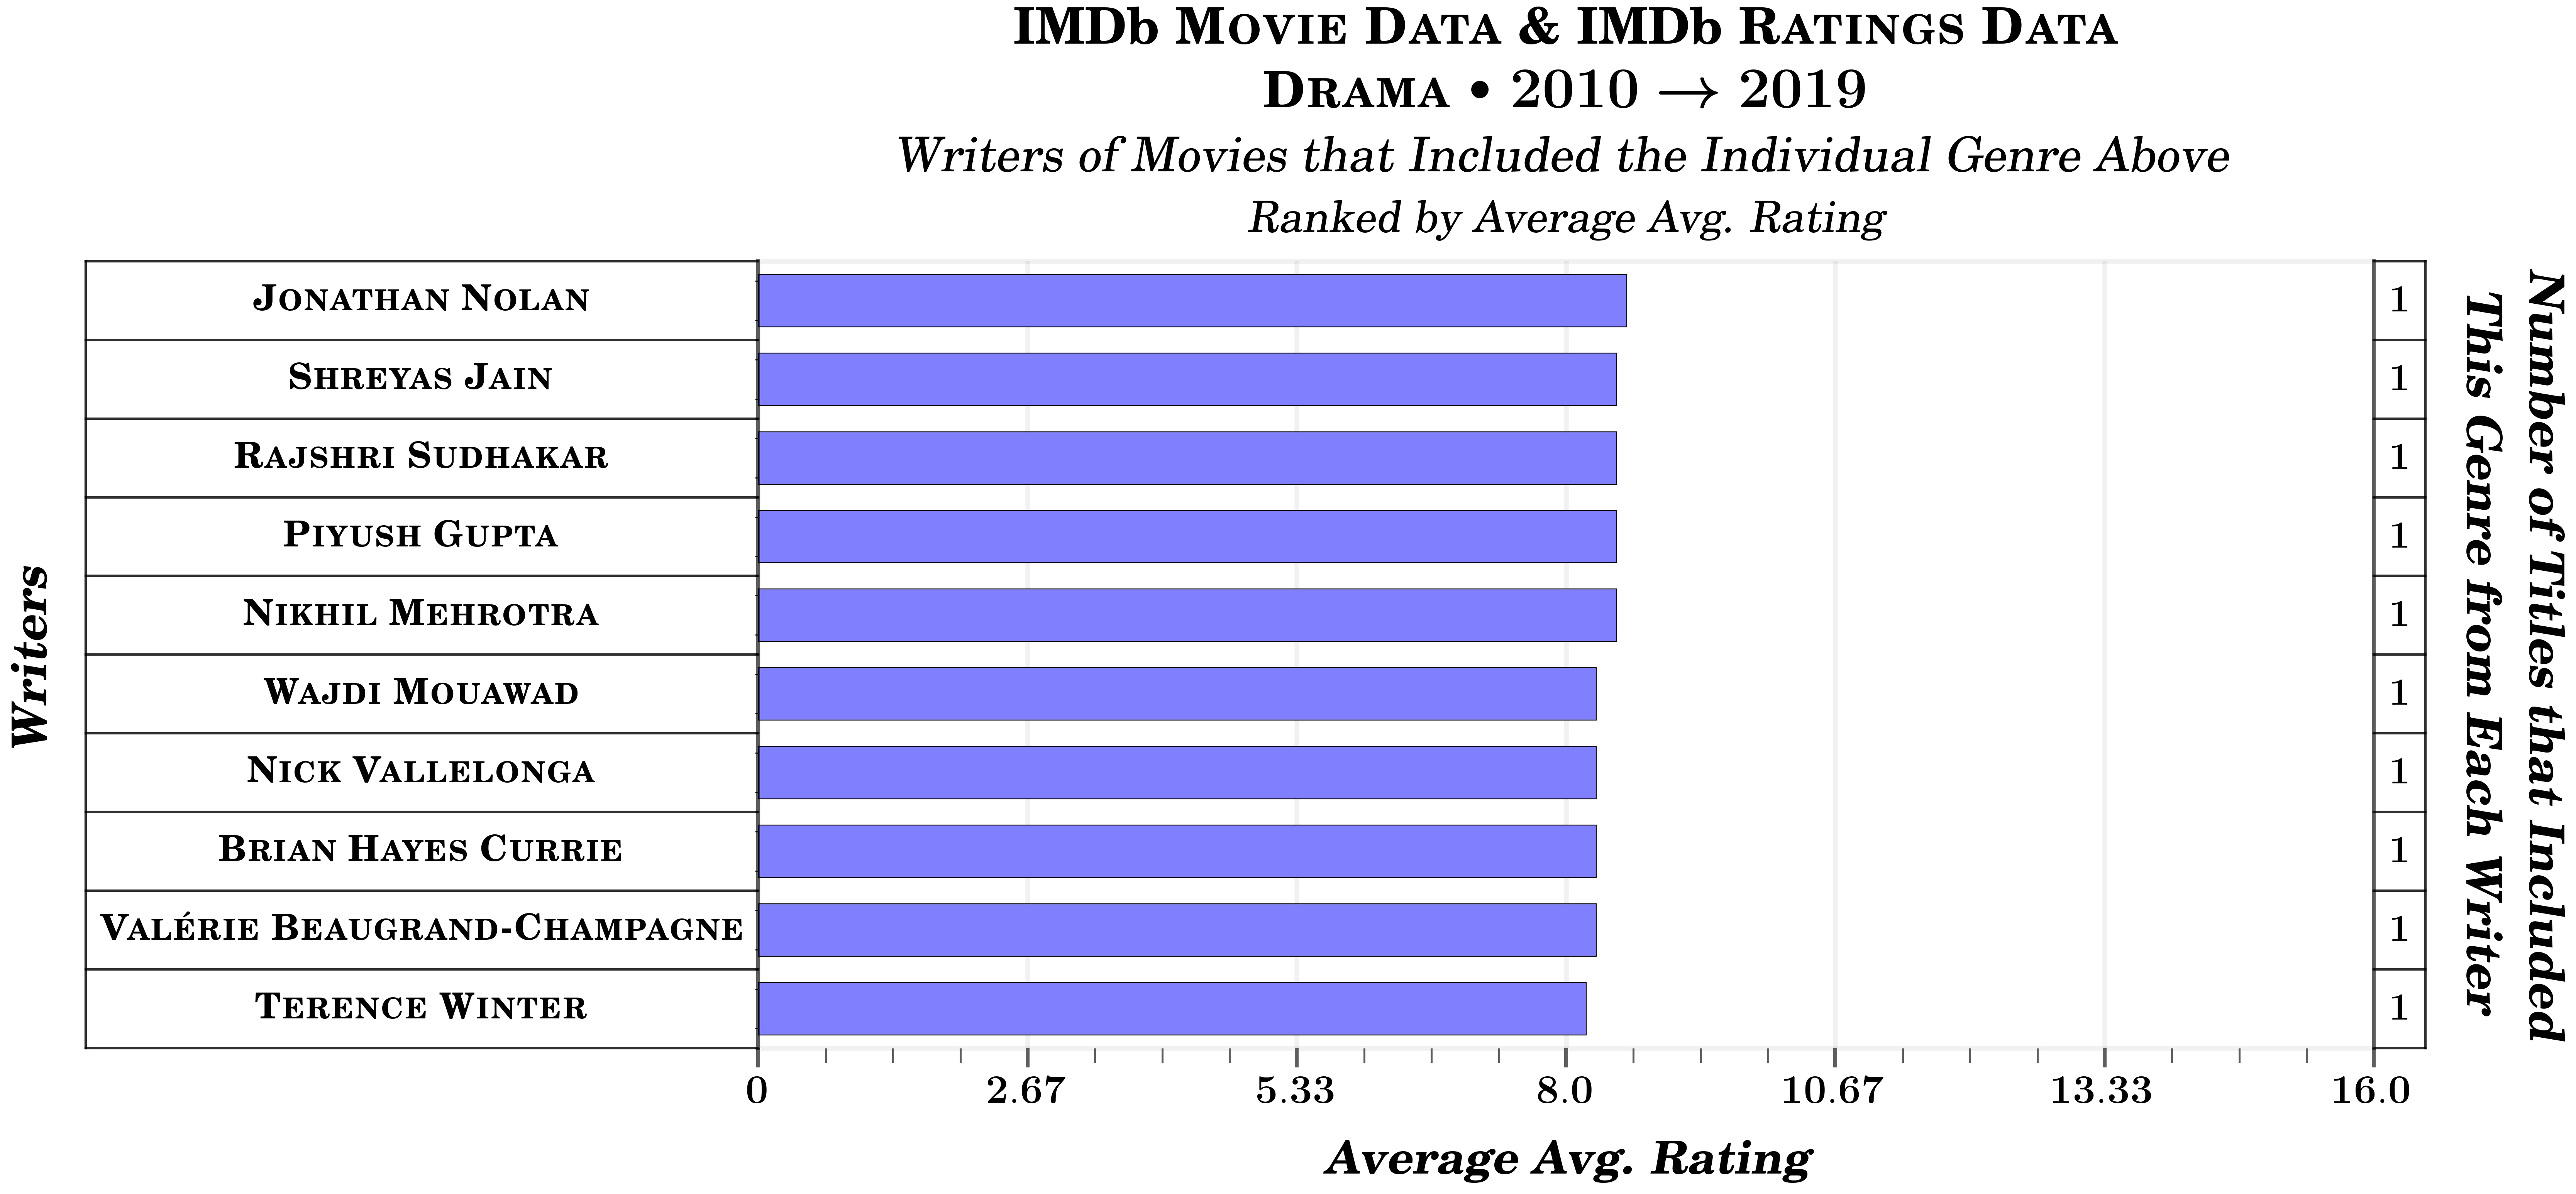 IMDb Movie Data & IMDb Ratings Data
Drama • 2010 → 2019
Writers of Movies that Included the Individual Genre Above
Ranked by Average Avg. Rating
Writers
Jonathan Nolan 1
Shreyas Jain 1
Rajshri Sudhakar 1
Piyush Gupta 1
Nikhil Mehrotra 1
Wajdi Mouawad 1
Nick Vallelonga 1
Brian Hayes Currie 1
Valérie Beaugrand-Champagne 1
Terence Winter 1
Number of Titles that Included
This Genre from Each Writer
0 2.67 5.33 8.0 10.67 13.33 16.0
Average Avg. Rating